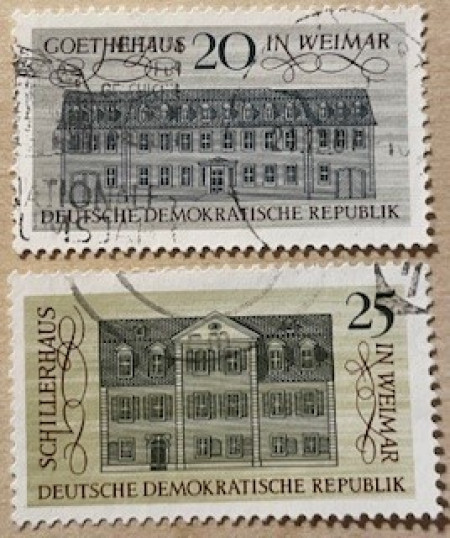 GOETHEHAUS 20 IN WEIMAR
DEUTSCHE DEMOKRATISCHE REPUBLIK
SCHILLERHAUS
25
IN WEIMAR
DEUTSCHE DEMOKRATISCHE REPUBLIK